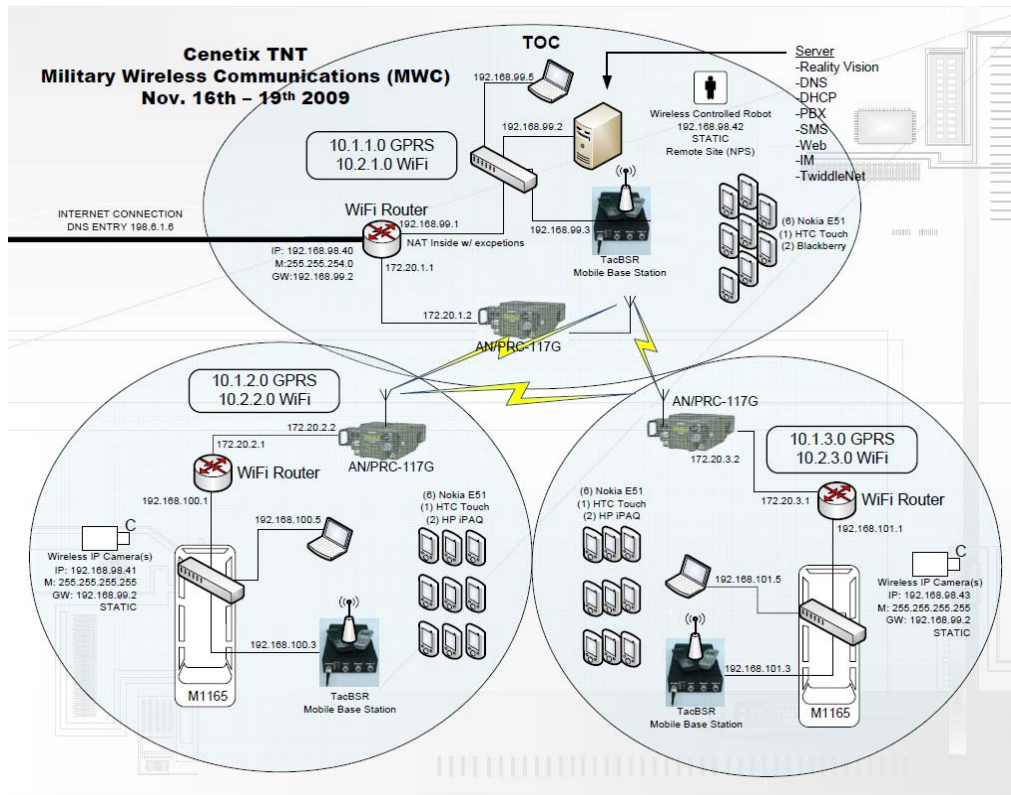 Cenetix TNT
Military Wireless Communications (MWC)
Nov. 16th – 19th 2009
TOC
Server
-Reality Vision
-DNS
-DHCP
-PBX
-SMS
-Web
-IM
-TwiddleNet
192.168.99.5
192.168.99.2
Wireless Controlled Robot
192.168.98.42
STATIC
Remote Site (NPS)
10.1.1.0 GPRS
10.2.1.0 WiFi
INTERNET CONNECTION
DNS ENTRY 198.6.1.6
WiFi Router
192.168.99.1
NAT Inside w/ excpetions
IP: 192.168.98.40
M:255.255.254.0
GW:192.168.99.2
172.20.1.1
192.168.99.3
TacBSR
Mobile Base Station
(6) Nokia E51
(1) HTC Touch
(2) Blackberry
172.20.1.2
AN/PRC-117G
10.1.2.0 GPRS
10.2.2.0 WiFi
172.20.2.2
172.20.2.1
AN/PRC-117G
WiFi Router
192.168.100.1
192.168.100.5
(6) Nokia E51
(1) HTC Touch
(2) HP iPAQ
C
Wireless IP Camera(s)
IP: 192.168.98.41
M: 255.255.255.255
GW: 192.168.99.2
STATIC
192.168.100.3
TacBSR
Mobile Base Station
M1165
AN/PRC-117G
172.20.3.2
10.1.3.0 GPRS
10.2.3.0 WiFi
172.20.3.1
WiFi Router
192.168.101.1
(6) Nokia E51
(1) HTC Touch
(2) HP iPAQ
192.168.101.5
C
Wireless IP Camera(s)
IP: 192.168.98.43
M: 255.255.255.255
GW: 192.168.99.2
STATIC
192.168.101.3
TacBSR
Mobile Base Station
M1165